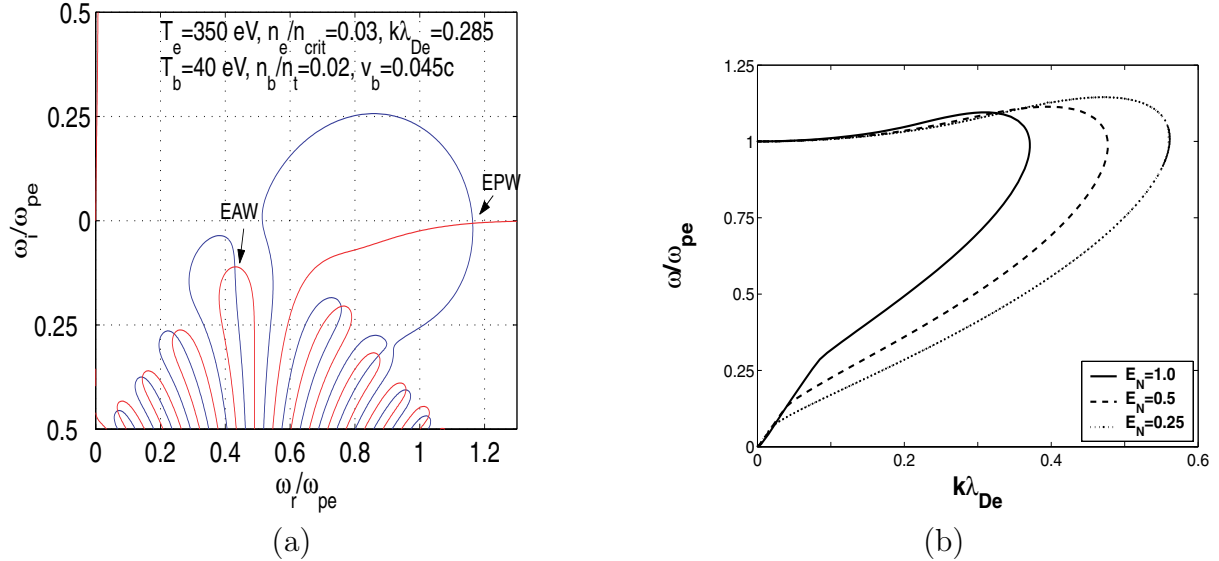 T_e=350 eV, n_e/n_crit=0.03, kλ_De=0.285
T_b=40 eV, n_b/n_t=0.02, v_b=0.045c
EPW
EAW
0.5
0.25
0
0.25
0.5
ω_i/ω_pe
0 0.2 0.4 0.6 0.8 1 1.2
ω_r/ω_pe
(a)
1.25
1
0.75
0.5
0.25
0
ω/ω_pe
E_N=1.0
E_N=0.5
E_N=0.25
0 0.2 0.4 0.6
kλ_De
(b)